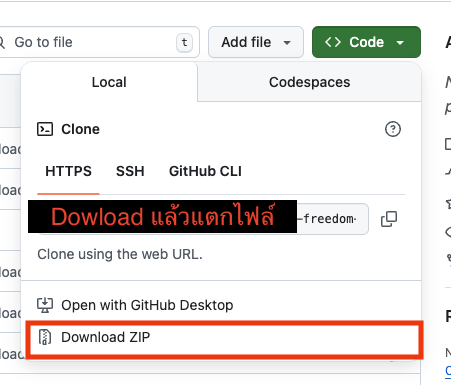 Go to file
t
Add file
<> Code
Local
Codespaces
Clone
HTTPS
SSH
GitHub CLI
Dowload แล้วแตกไฟล์
-freedom-
Clone using the web URL.
Open with GitHub Desktop
Download ZIP